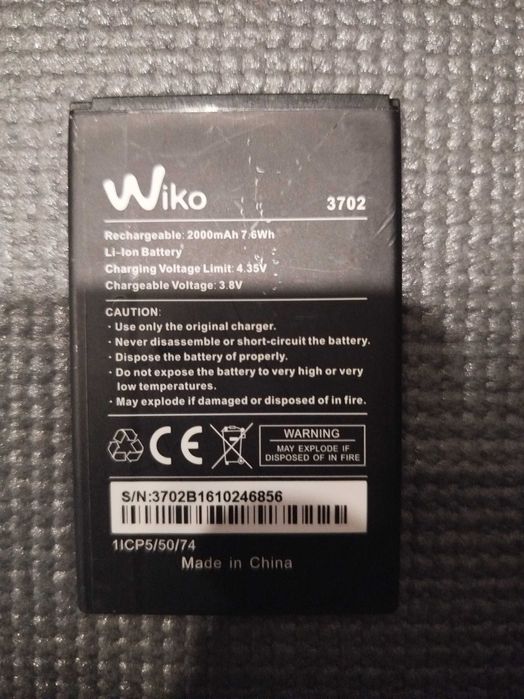 Wiko
3702
Rechargeable: 2000mAh 7.6Wh
Li-Ion Battery
Charging Voltage Limit: 4.35V
Chargeable Voltage: 3.8V
CAUTION:
· Use only the original charger.
· Never disassemble or short-circuit the battery.
· Dispose the battery of properly.
· Do not expose the battery to very high or very
low temperatures.
· May explode if damaged or disposed of in fire.
CE
WARNING
MAY EXPLODE IF
DISPOSED OF IN FIRE
S/N:3702B1610246856
1ICP5/50/74
Made in China